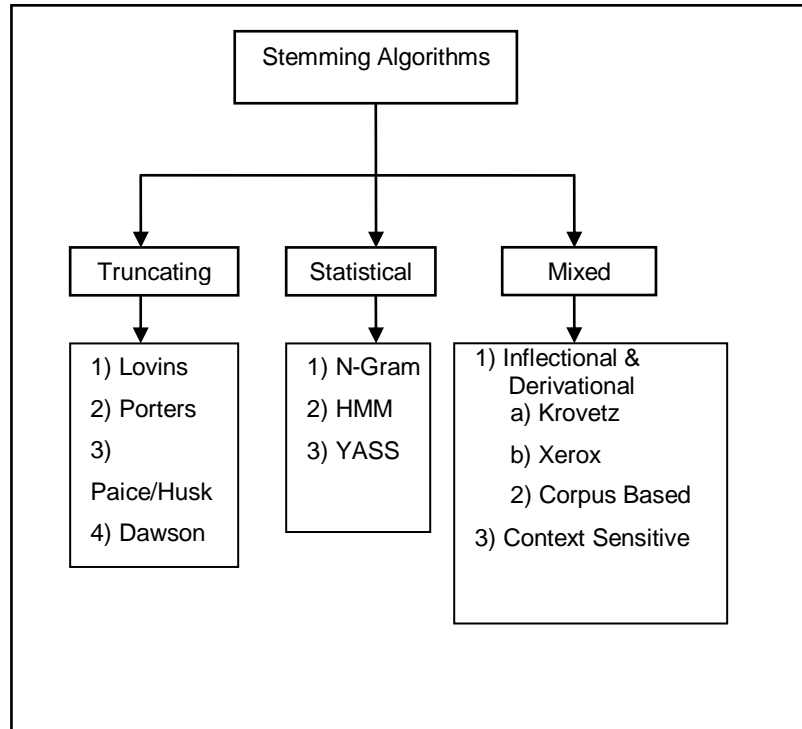 Stemming Algorithms
Truncating
Statistical
Mixed
1) Lovins
2) Porters
3)
Paice/Husk
4) Dawson
1) N-Gram
2) HMM
3) YASS
1) Inflectional &
Derivational
a) Krovetz
b) Xerox
2) Corpus Based
3) Context Sensitive